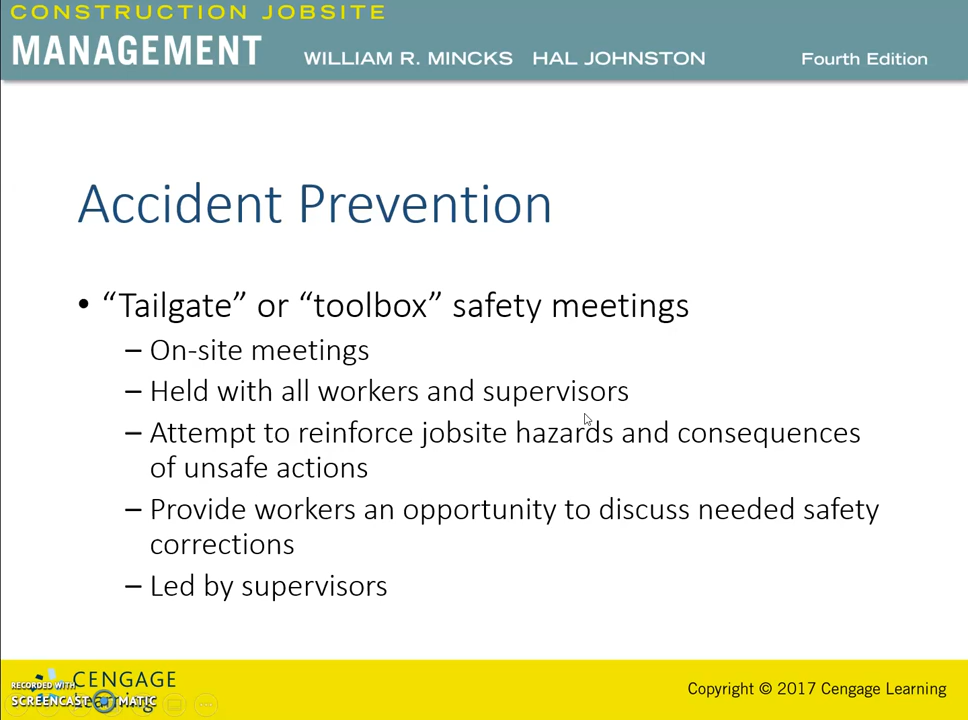 CONSTRUCTION JOBSITE
MANAGEMENT WILLIAM R. MINCKS HAL JOHNSTON Fourth Edition
Accident Prevention
• “Tailgate” or “toolbox” safety meetings
– On-site meetings
– Held with all workers and supervisors
– Attempt to reinforce jobsite hazards and consequences
of unsafe actions
– Provide workers an opportunity to discuss needed safety
corrections
– Led by supervisors
CENGAGE
Learning
RECORDED WITH
SCREENCAST MATIC
Copyright © 2017 Cengage Learning